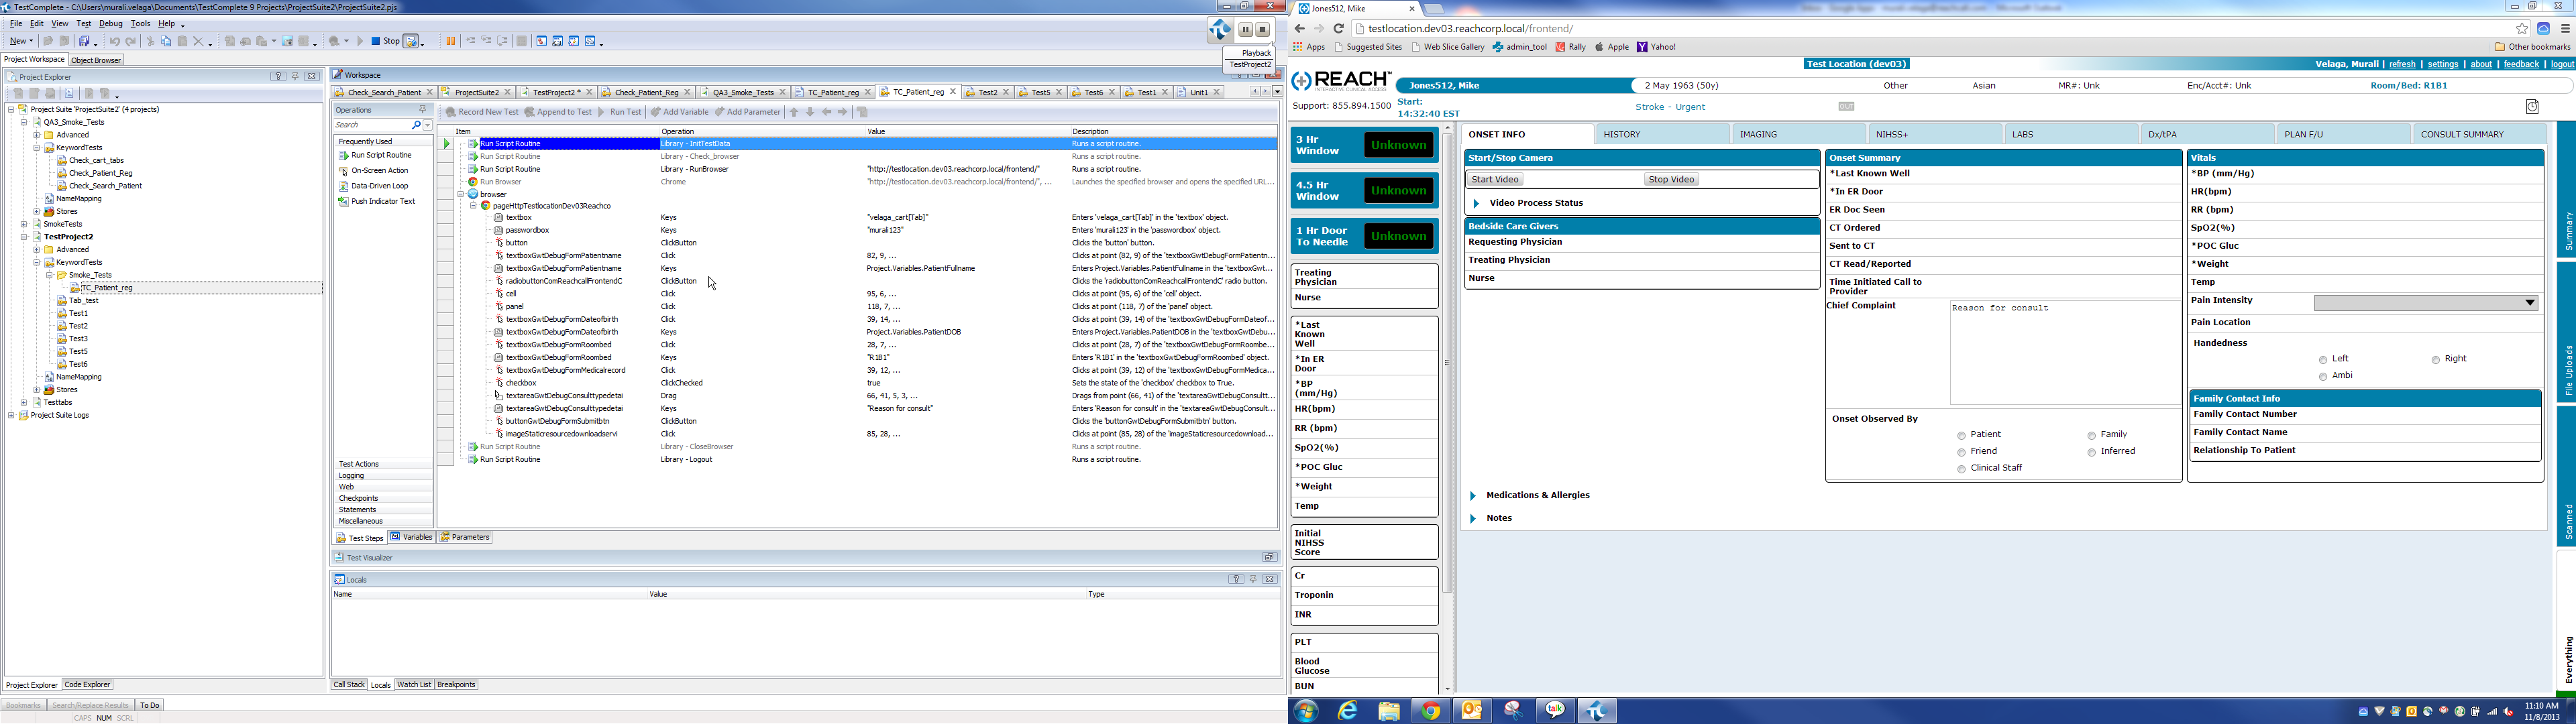 TestComplete - C:\Users\murali.velaga\Documents\TestComplete 9 Projects\ProjectSuite2\ProjectSuite2.pjs
File Edit View Test Debug Tools Help
New Stop
Playback
TestProject2
Project Workspace Object Browser
Project Explorer
Project Suite 'ProjectSuite2' (4 projects)
QA3_Smoke_Tests
Advanced
KeywordTests
Check_cart_tabs
Check_Patient_Reg
Check_Search_Patient
NameMapping
Stores
SmokeTests
TestProject2
Advanced
KeywordTests
Smoke_Tests
TC_Patient_reg
Tab_test
Test1
Test2
Test3
Test5
Test6
NameMapping
Stores
Testtabs
Project Suite Logs
Project Explorer Code Explorer
Bookmarks Search/Replace Results To Do
CAPS NUM SCRL
Workspace
Check_Search_Patient ProjectSuite2 TestProject2 * Check_Patient_Reg QA3_Smoke_Tests TC_Patient_reg TC_Patient_reg Test2 Test5 Test6 Test1 Unit1
Operations
Search
Frequently Used
Run Script Routine
On-Screen Action
Data-Driven Loop
Push Indicator Text
Test Actions
Logging
Web
Checkpoints
Statements
Miscellaneous
Record New Test Append to Test Run Test Add Variable Add Parameter
Item Operation Value Description
Run Script Routine Library - InitTestData Runs a script routine.
Run Script Routine Library - Check_browser Runs a script routine.
Run Script Routine Library - RunBrowser "http://testlocation.dev03.reachcorp.local/frontend/" Runs a script routine.
Run Browser Chrome "http://testlocation.dev03.reachcorp.local/frontend/", ... Launches the specified browser and opens the specified URL...
browser
pageHttpTestlocationDev03Reachco
textbox Keys "velaga_cart[Tab]" Enters 'velaga_cart[Tab]' in the 'textbox' object.
passwordbox Keys "murali123" Enters 'murali123' in the 'passwordbox' object.
button ClickButton Clicks the 'button' button.
textboxGwtDebugFormPatientname Click 82, 9, ... Clicks at point (82, 9) of the 'textboxGwtDebugFormPatientn...
textboxGwtDebugFormPatientname Keys Project.Variables.PatientFullname Enters Project.Variables.PatientFullname in the 'textboxGwt...
radiobuttonComReachcallFrontendC ClickButton Clicks the 'radiobuttonComReachcallFrontendC' radio button.
cell Click 95, 6, ... Clicks at point (95, 6) of the 'cell' object.
panel Click 118, 7, ... Clicks at point (118, 7) of the 'panel' object.
textboxGwtDebugFormDateofbirth Click 39, 14, ... Clicks at point (39, 14) of the 'textboxGwtDebugFormDateof...
textboxGwtDebugFormDateofbirth Keys Project.Variables.PatientDOB Enters Project.Variables.PatientDOB in the 'textboxGwtDebu...
textboxGwtDebugFormRoombed Click 28, 7, ... Clicks at point (28, 7) of the 'textboxGwtDebugFormRoombe...
textboxGwtDebugFormRoombed Keys "R1B1" Enters 'R1B1' in the 'textboxGwtDebugFormRoombed' object.
textboxGwtDebugFormMedicalrecord Click 39, 12, ... Clicks at point (39, 12) of the 'textboxGwtDebugFormMedica...
checkbox ClickChecked true Sets the state of the 'checkbox' checkbox to True.
textareaGwtDebugConsulttypedetai Drag 66, 41, 5, 3, ... Drags from point (66, 41) of the 'textareaGwtDebugConsultt...
textareaGwtDebugConsulttypedetai Keys "Reason for consult" Enters 'Reason for consult' in the 'textareaGwtDebugConsultt...
buttonGwtDebugFormSubmitbtn ClickButton Clicks the 'buttonGwtDebugFormSubmitbtn' button.
imageStaticresourcedownloadservi Click 85, 28, ... Clicks at point (85, 28) of the 'imageStaticresourcedownload...
Run Script Routine Library - CloseBrowser Runs a script routine.
Run Script Routine Library - Logout Runs a script routine.
Test Steps Variables Parameters
Test Visualizer
Locals
Name Value Type
Call Stack Locals Watch List Breakpoints
Jones512, Mike
testlocation.dev03.reachcorp.local/frontend/
Apps Suggested Sites Web Slice Gallery admin_tool Rally Apple Yahoo! Other bookmarks
Test Location (dev03) Velaga, Murali | refresh | settings | about | feedback | logout
REACH™
Support: 855.894.1500
Jones512, Mike 2 May 1963 (50y) Other Asian MR#: Unk Enc/Acct#: Unk Room/Bed: R1B1
Start:
14:32:40 EST
Stroke - Urgent OUT
3 Hr Window Unknown
4.5 Hr Window Unknown
1 Hr Door To Needle Unknown
Treating Physician
Nurse
*Last Known Well
*In ER Door
*BP (mm/Hg)
HR(bpm)
RR (bpm)
SpO2(%)
*POC Gluc
*Weight
Temp
Initial NIHSS Score
Cr
Troponin
INR
PLT
Blood Glucose
BUN
ONSET INFO HISTORY IMAGING NIHSS+ LABS Dx/tPA PLAN F/U CONSULT SUMMARY
Start/Stop Camera
Start Video Stop Video
Video Process Status
Bedside Care Givers
Requesting Physician
Treating Physician
Nurse
Medications & Allergies
Notes
Onset Summary
*Last Known Well
*In ER Door
ER Doc Seen
CT Ordered
Sent to CT
CT Read/Reported
Time Initiated Call to Provider
Chief Complaint Reason for consult
Onset Observed By
Patient Family
Friend Inferred
Clinical Staff
Vitals
*BP (mm/Hg)
HR(bpm)
RR (bpm)
SpO2(%)
*POC Gluc
*Weight
Temp
Pain Intensity
Pain Location
Handedness
Left Right
Ambi
Family Contact Info
Family Contact Number
Family Contact Name
Relationship To Patient
Summary
File Uploads
Scanned
Everything
talk
11:10 AM
11/8/2013